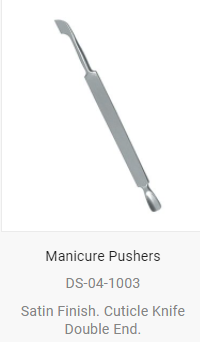 Manicure Pushers
DS-04-1003
Satin Finish. Cuticle Knife
Double End.